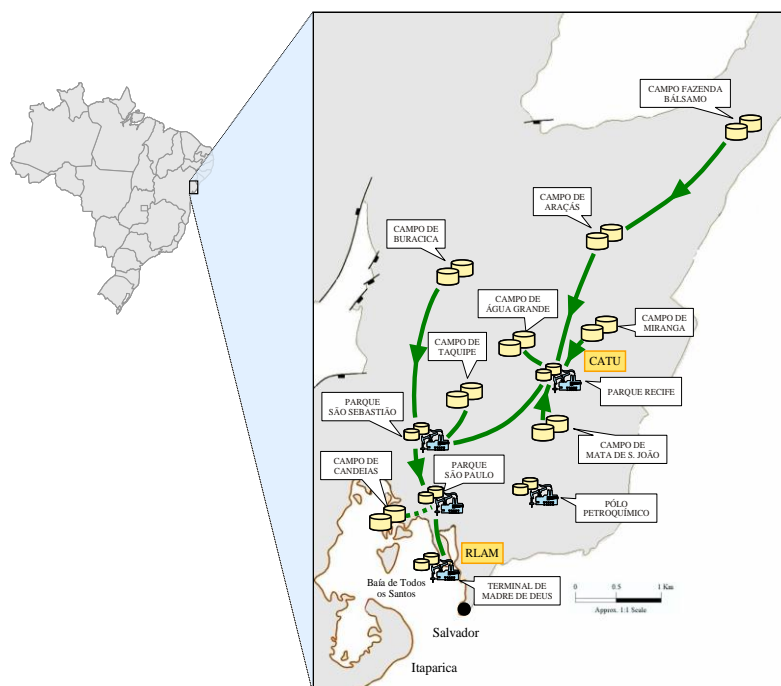 CAMPO FAZENDA
BÁLSAMO
CAMPO DE
ARAÇÁS
CAMPO DE
BURACICA
CAMPO DE
ÁGUA GRANDE
CAMPO DE
MIRANGA
CAMPO DE
TAQUIPE
CATU
PARQUE RECIFE
PARQUE
SÃO SEBASTIÃO
CAMPO DE
MATA DE S. JOÃO
CAMPO DE
CANDEIAS
PARQUE
SÃO PAULO
PÓLO
PETROQUÍMICO
RLAM
Baía de Todos
os Santos
TERMINAL DE
MADRE DE DEUS
0 0.5 1 Km
Approx. 1:1 Scale
Salvador
Itaparica